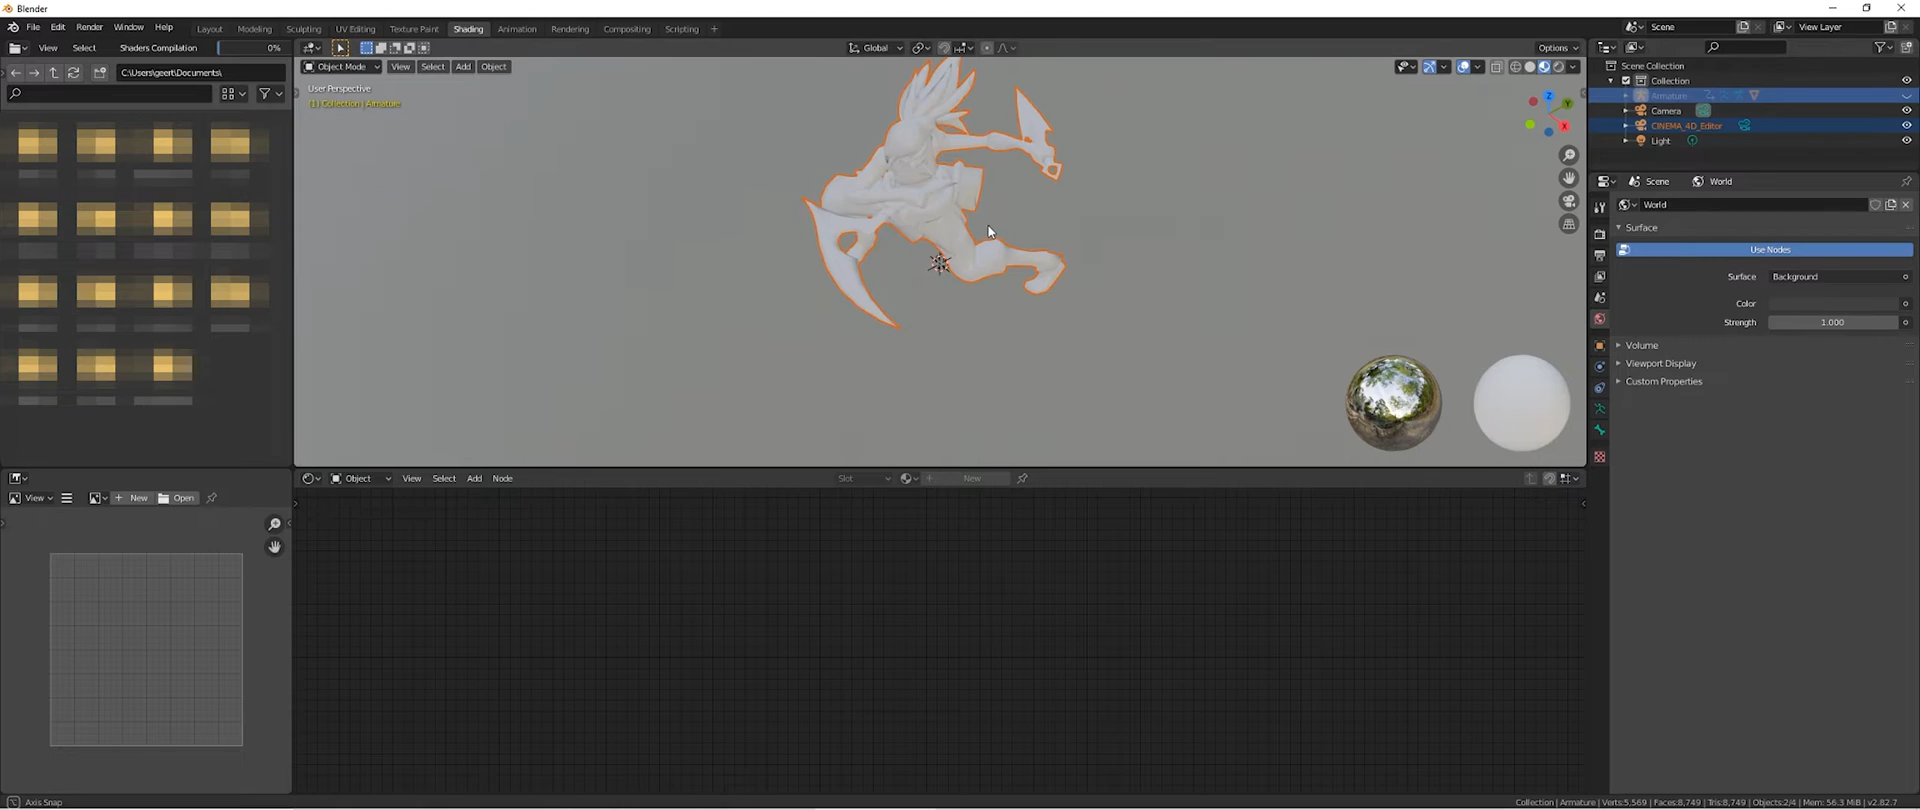 Blender
File Edit Render Window Help Layout Modeling Sculpting UV Editing Texture Paint Shading Animation Rendering Compositing Scripting + Scene View Layer
View Select Shaders Compilation 0% Global Options
C:\Users\geert\Documents\ Object Mode View Select Add Object Scene Collection
User Perspective Collection
(1) Collection | Armature Armature
Camera
CINEMA_4D_Editor
Light
Scene World
World
Surface
Use Nodes
Surface Background
Color
Strength 1.000
Volume
Viewport Display
Custom Properties
Z
Y
X
Object View Select Add Node Slot New
View New Open
Axis Snap Collection | Armature | Verts:5,569 | Faces:8,749 | Tris:8,749 | Objects:2/4 | Mem: 56.3 MiB | v2.82.7